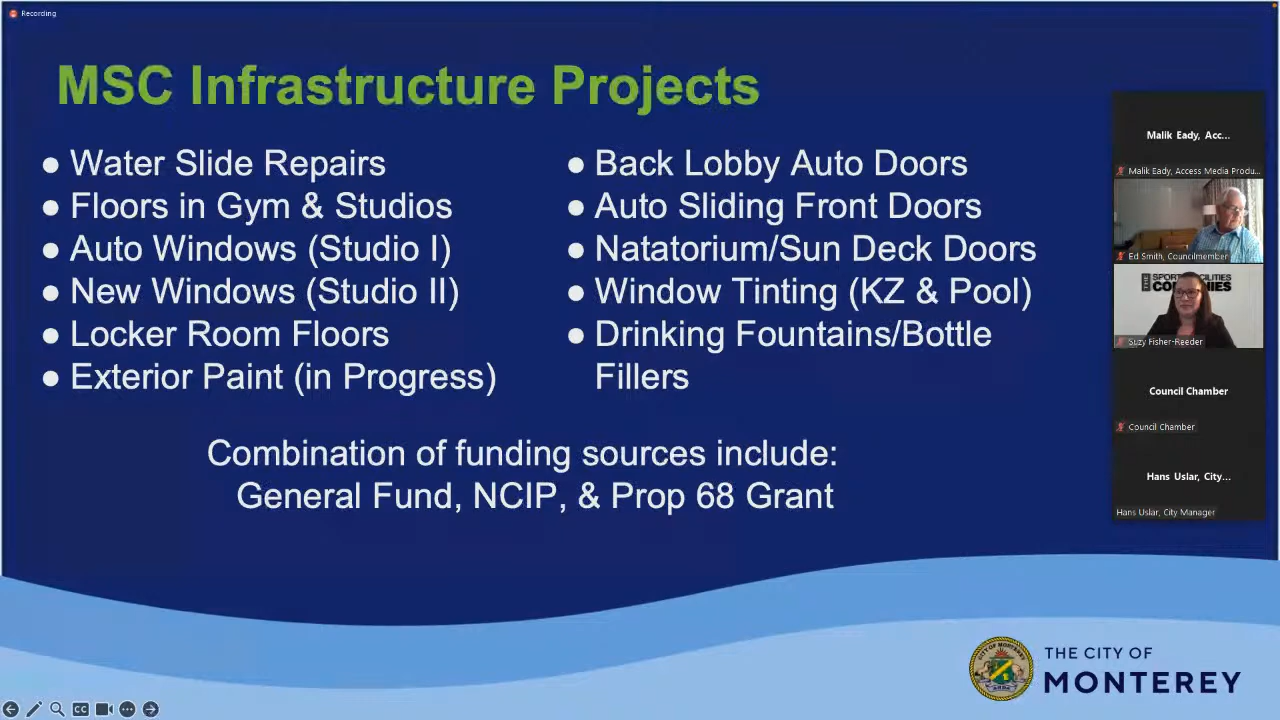 Recording
MSC Infrastructure Projects
● Water Slide Repairs
● Floors in Gym & Studios
● Auto Windows (Studio I)
● New Windows (Studio II)
● Locker Room Floors
● Exterior Paint (in Progress)
● Back Lobby Auto Doors
● Auto Sliding Front Doors
● Natatorium/Sun Deck Doors
● Window Tinting (KZ & Pool)
● Drinking Fountains/Bottle
Fillers
Combination of funding sources include:
General Fund, NCIP, & Prop 68 Grant
Malik Eady, Acc...
Malik Eady, Access Media Produ...
Ed Smith, Councilmember
THE
COMPANIES
Suzy Fisher-Reeder
Council Chamber
Council Chamber
Hans Uslar, City...
Hans Uslar, City Manager
THE CITY OF
MONTEREY
CC